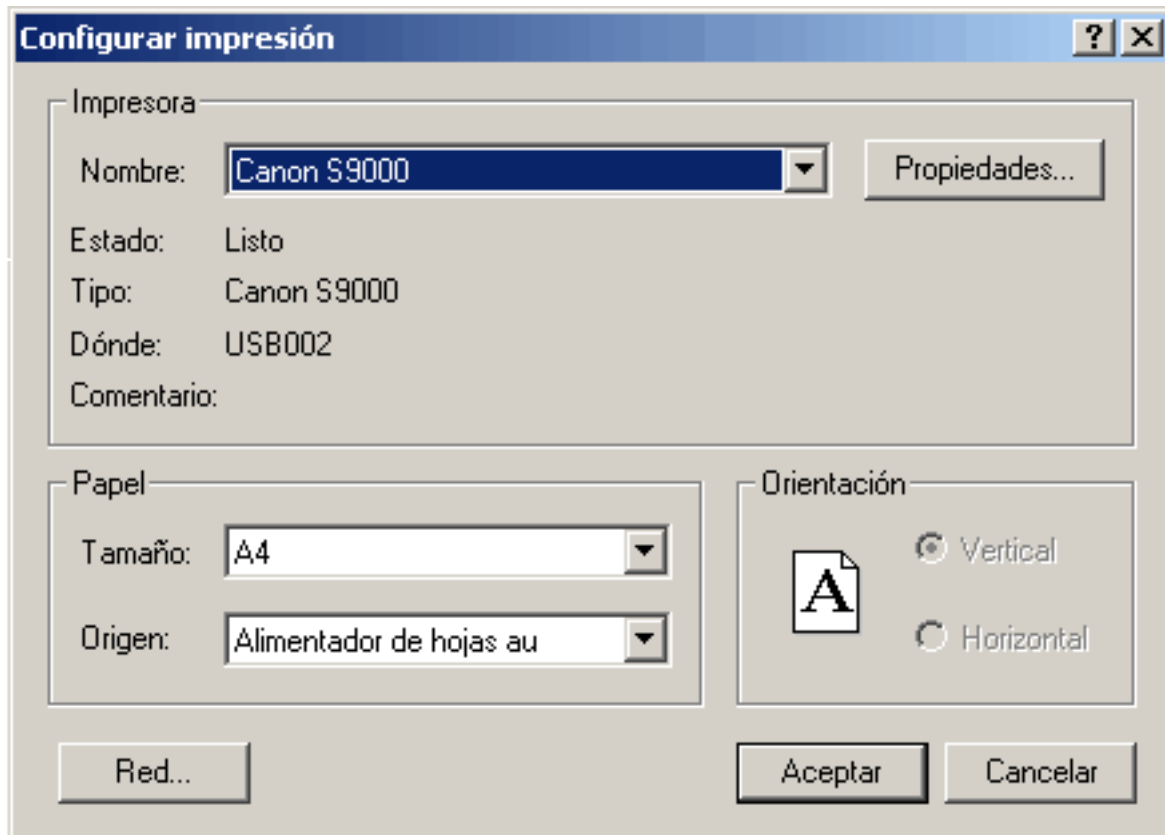 Configurar impresión
Impresora
Nombre: Canon S9000 Propiedades...
Estado: Listo
Tipo: Canon S9000
Dónde: USB002
Comentario:
Papel
Tamaño: A4
Origen: Alimentador de hojas au
Orientación
A
Vertical
Horizontal
Red... Aceptar Cancelar